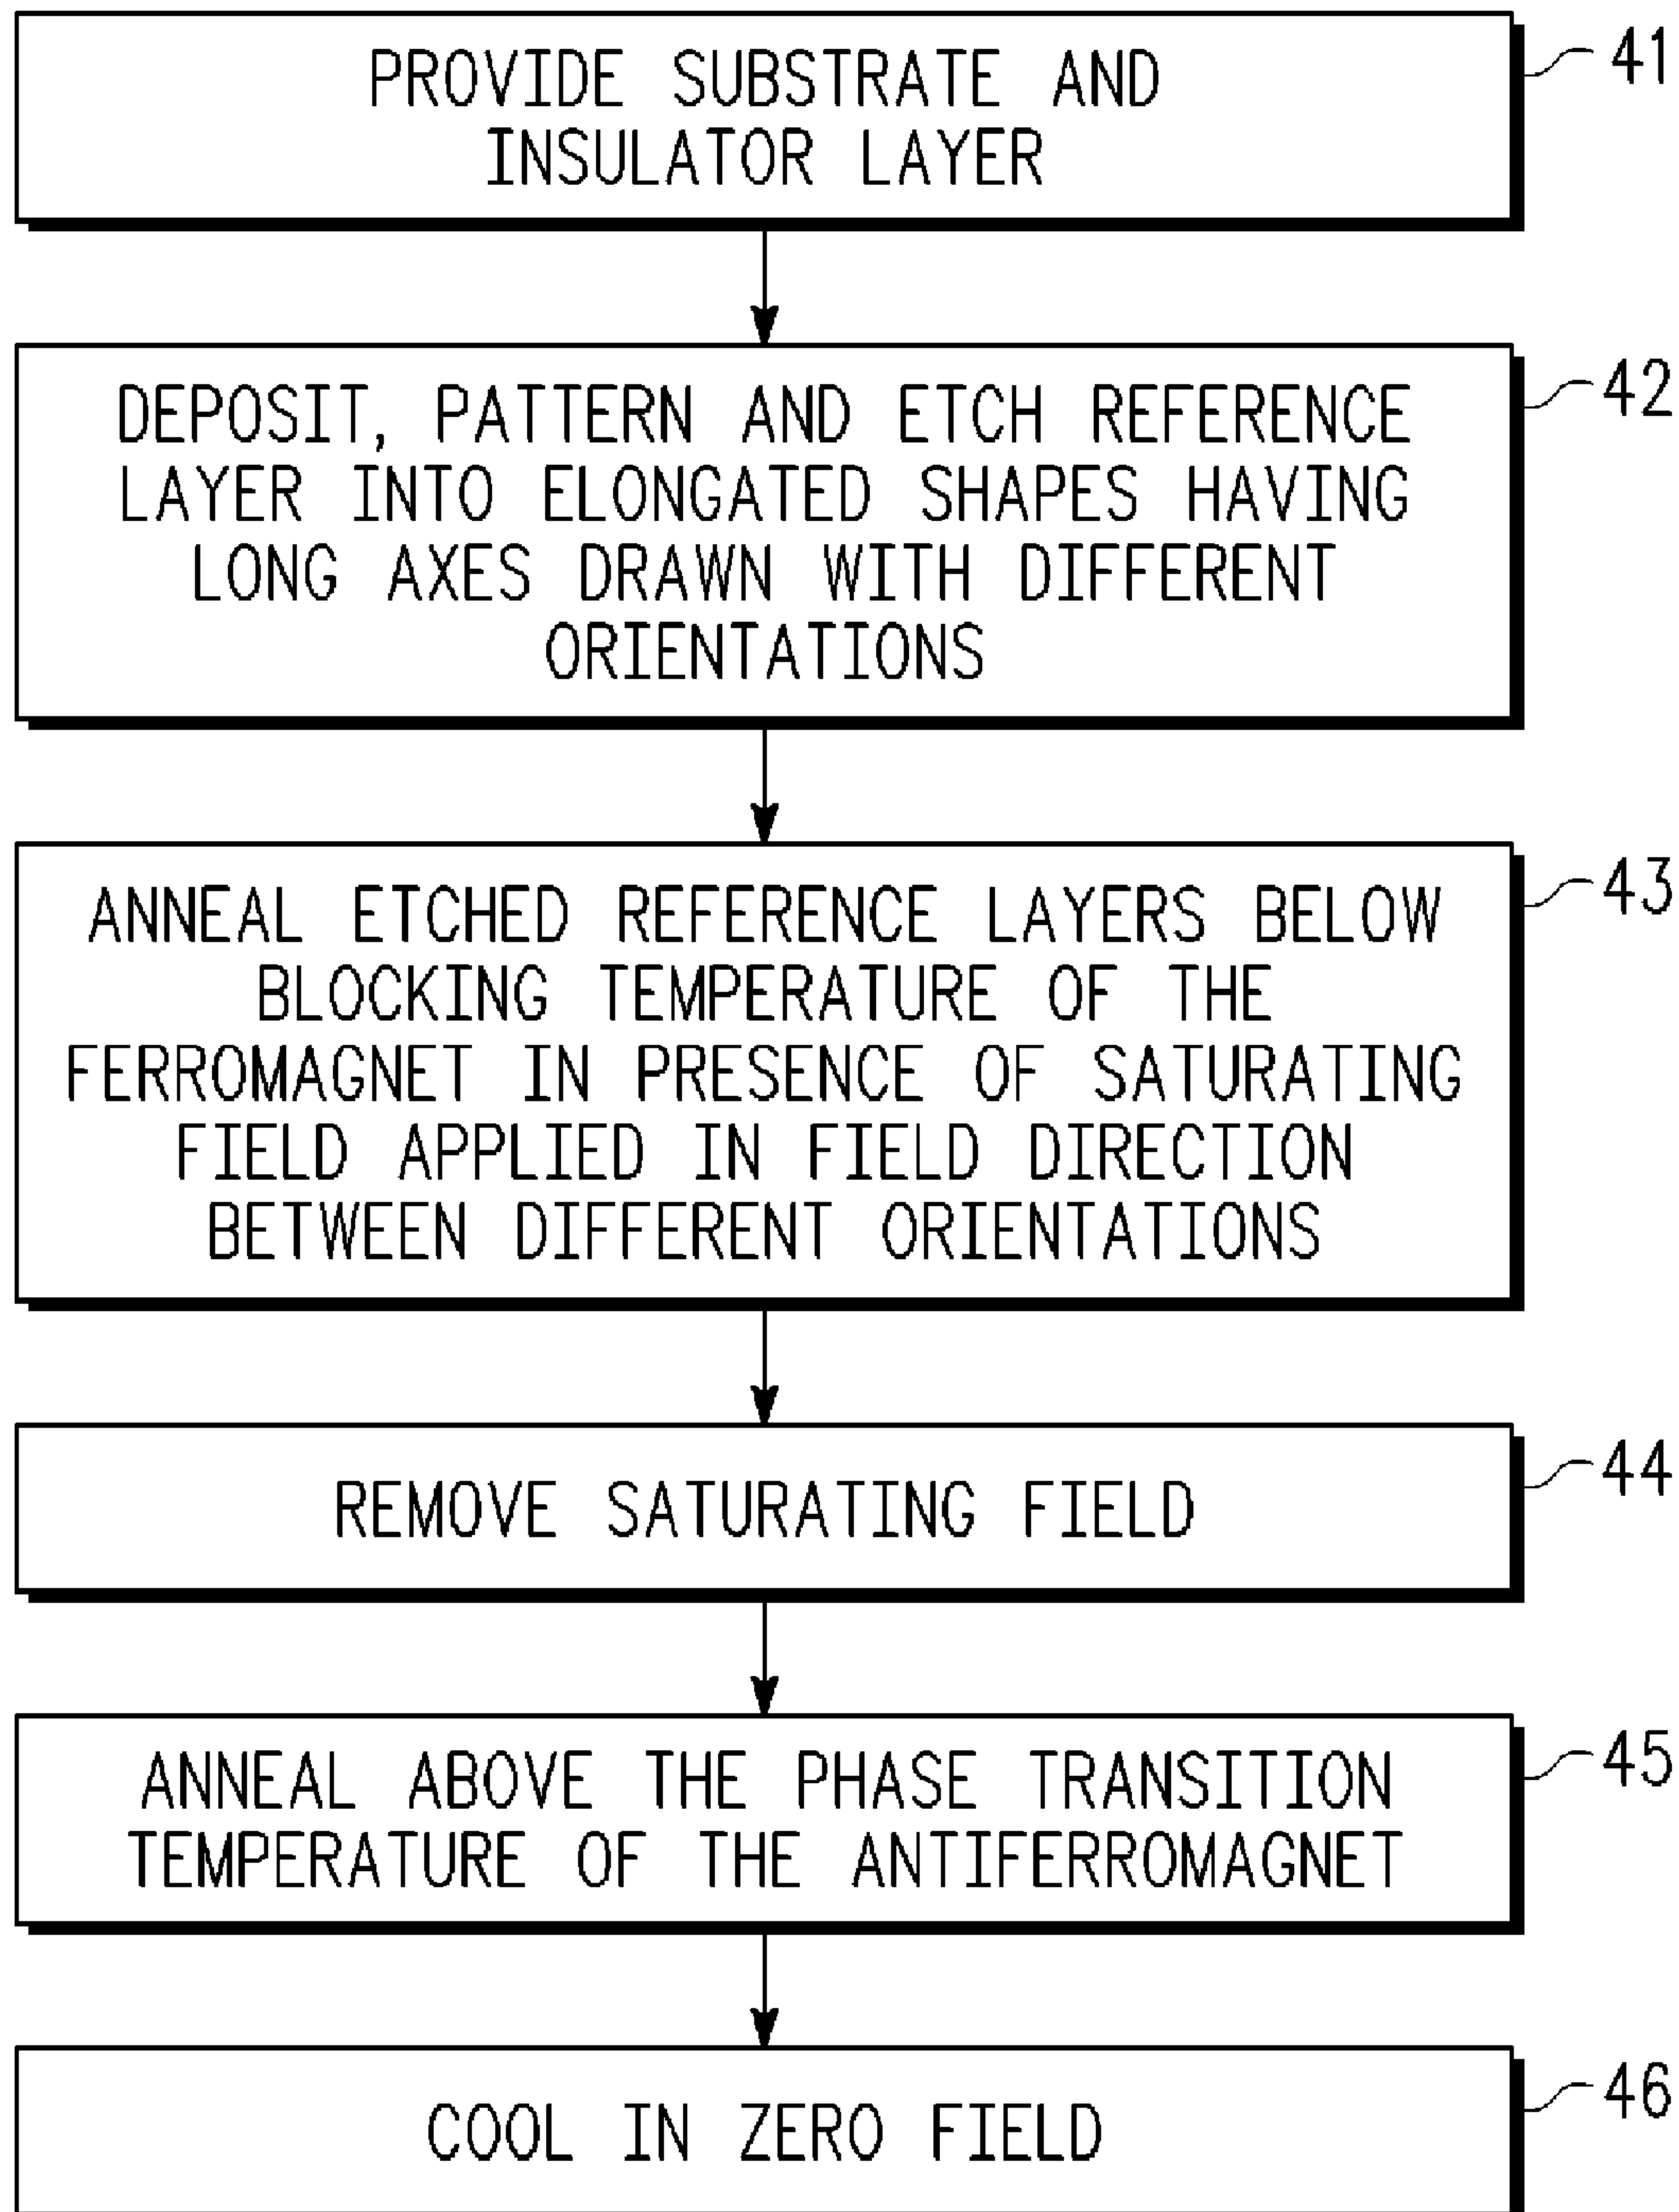 PROVIDE SUBSTRATE AND
INSULATOR LAYER
41
DEPOSIT, PATTERN AND ETCH REFERENCE
LAYER INTO ELONGATED SHAPES HAVING
LONG AXES DRAWN WITH DIFFERENT
ORIENTATIONS
42
ANNEAL ETCHED REFERENCE LAYERS BELOW
BLOCKING TEMPERATURE OF THE
FERROMAGNET IN PRESENCE OF SATURATING
FIELD APPLIED IN FIELD DIRECTION
BETWEEN DIFFERENT ORIENTATIONS
43
REMOVE SATURATING FIELD
44
ANNEAL ABOVE THE PHASE TRANSITION
TEMPERATURE OF THE ANTIFERROMAGNET
45
COOL IN ZERO FIELD
46